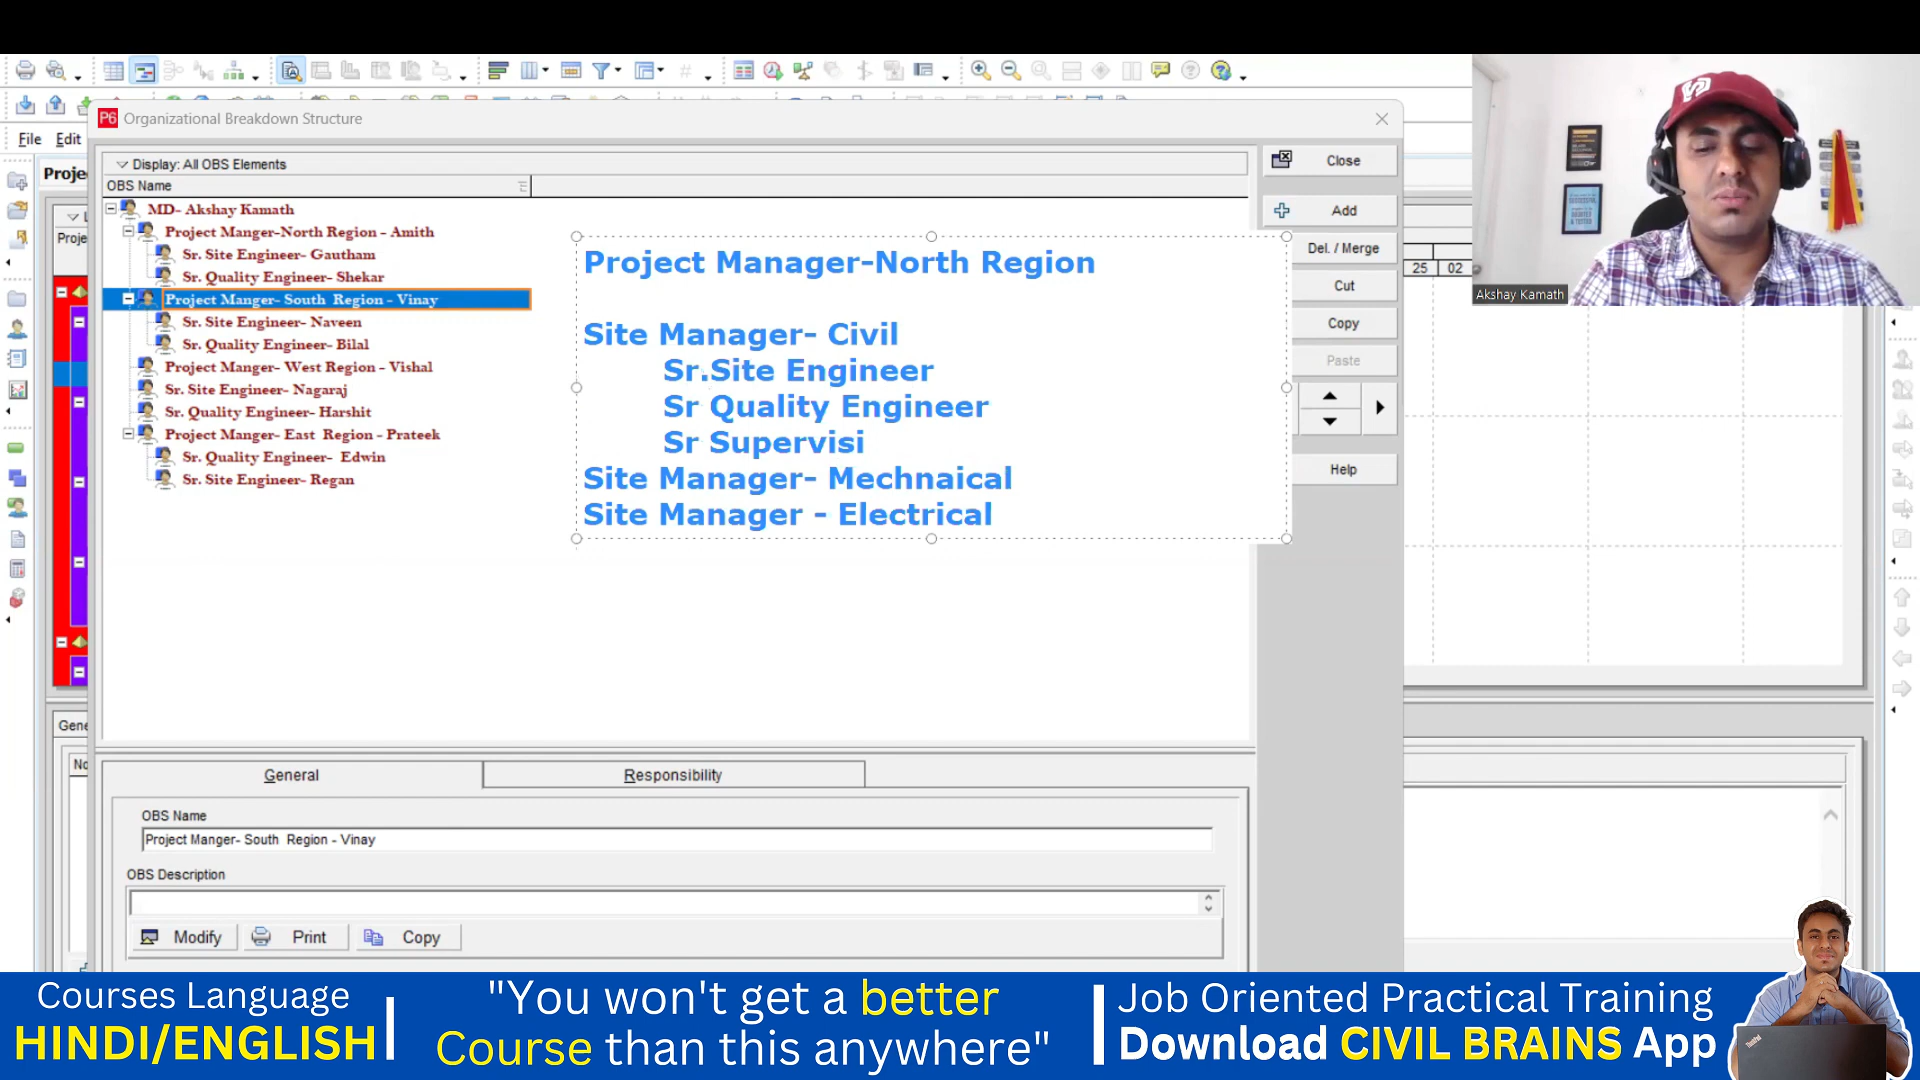 File Edit
P6 Organizational Breakdown Structure
Proje
Display: All OBS Elements
OBS Name
Proje
MD- Akshay Kamath
Project Manger-North Region - Amith
Sr. Site Engineer- Gautham
Sr. Quality Engineer- Shekar
Project Manger- South  Region - Vinay
Sr. Site Engineer- Naveen
Sr. Quality Engineer- Bilal
Project Manger- West Region - Vishal
Sr. Site Engineer- Nagaraj
Sr. Quality Engineer- Harshit
Project Manger- East  Region - Prateek
Sr. Quality Engineer-  Edwin
Sr. Site Engineer- Regan
Project Manager-North Region
Site Manager- Civil
Sr.Site Engineer
Sr Quality Engineer
Sr Supervisi
Site Manager- Mechnaical
Site Manager - Electrical
Close
Add
Del. / Merge
Cut
Copy
Paste
Help
25 02
Akshay Kamath
Gene
No
General
Responsibility
OBS Name
Project Manger- South  Region - Vinay
OBS Description
Modify
Print
Copy
Courses Language
HINDI/ENGLISH
"You won't get a better
Course than this anywhere"
Job Oriented Practical Training
Download CIVIL BRAINS App